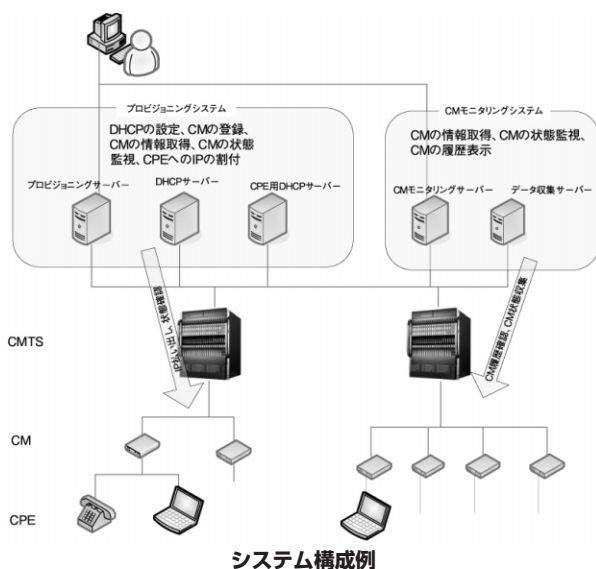 プロビジョニングシステム
DHCPの設定、CMの登録、
CMの情報取得、CMの状態
監視、CPEへのIPの割付
プロビジョニングサーバー
DHCPサーバー
CPE用DHCPサーバー
CMモニタリングシステム
CMの情報取得、CMの状態監視、
CMの履歴表示
CMモニタリングサーバー
データ収集サーバー
IP払い出し、状態確認
CM履歴確認、CM状態収集
CMTS
CM
CPE
システム構成例